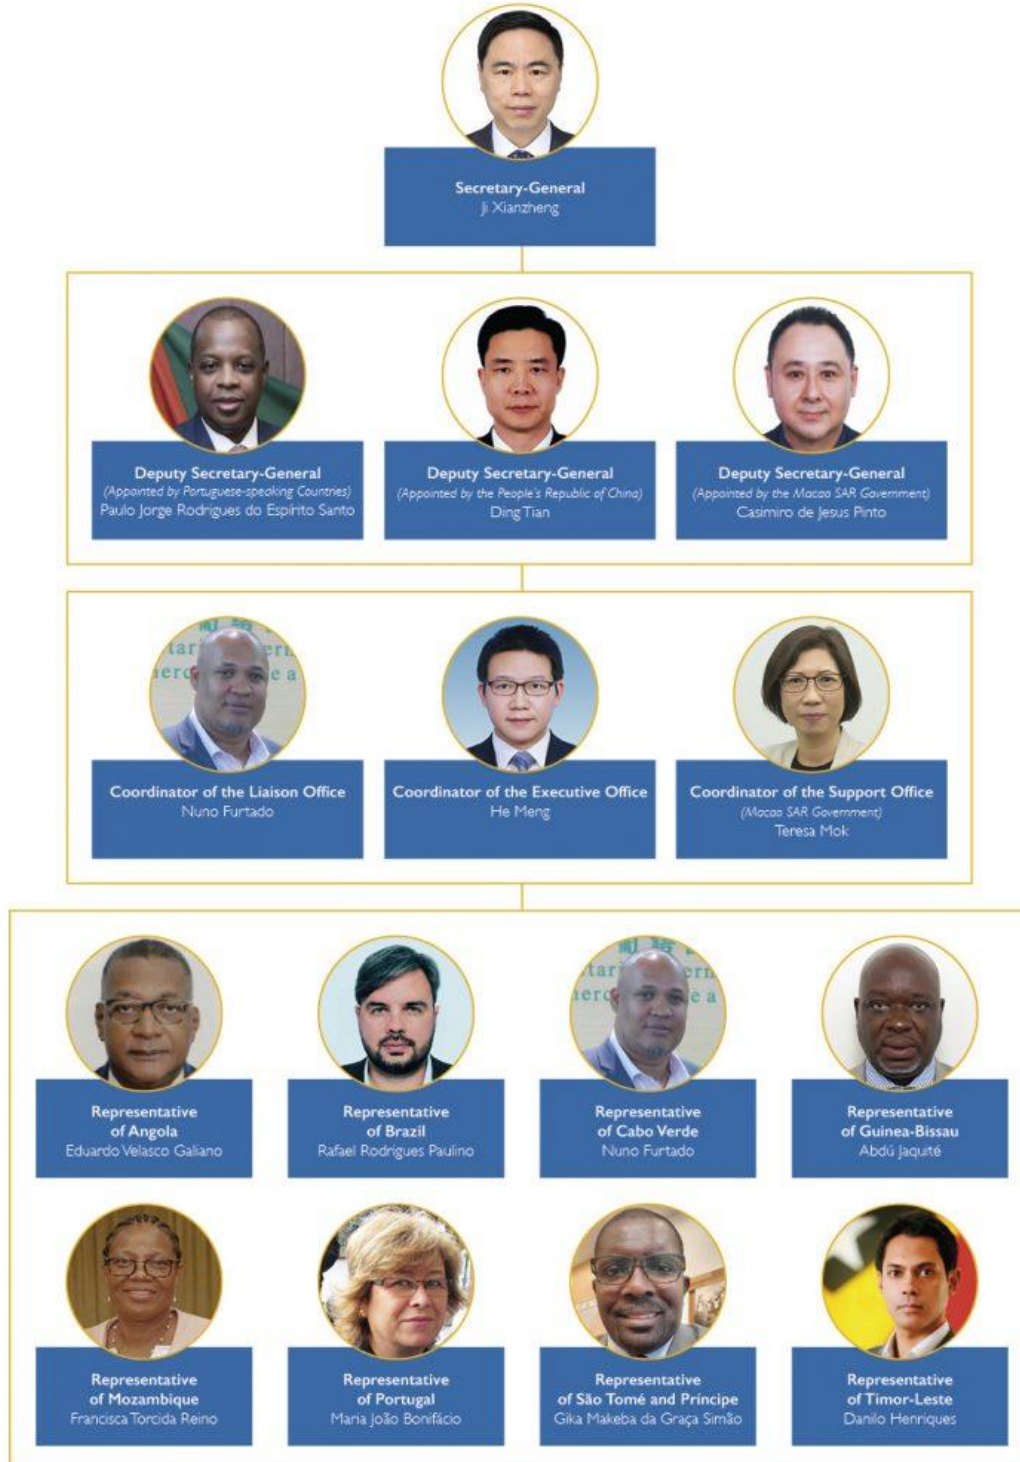 Secretary-General
Ji Xianzheng
Deputy Secretary-General
(Appointed by Portuguese-speaking Countries)
Paulo Jorge Rodrigues do Espírito Santo
Deputy Secretary-General
(Appointed by the People's Republic of China)
Ding Tian
Deputy Secretary-General
(Appointed by the Macao SAR Government)
Casimiro de Jesus Pinto
Coordinator of the Liaison Office
Nuno Furtado
Coordinator of the Executive Office
He Meng
Coordinator of the Support Office
(Macao SAR Government)
Teresa Mok
Representative
of Angola
Eduardo Velasco Galiano
Representative
of Brazil
Rafael Rodrigues Paulino
Representative
of Cabo Verde
Nuno Furtado
Representative
of Guinea-Bissau
Abdú Jaquité
Representative
of Mozambique
Francisca Torcida Reino
Representative
of Portugal
Maria João Bonifácio
Representative
of São Tomé and Príncipe
Gika Makeba da Graça Simão
Representative
of Timor-Leste
Danilo Henriques